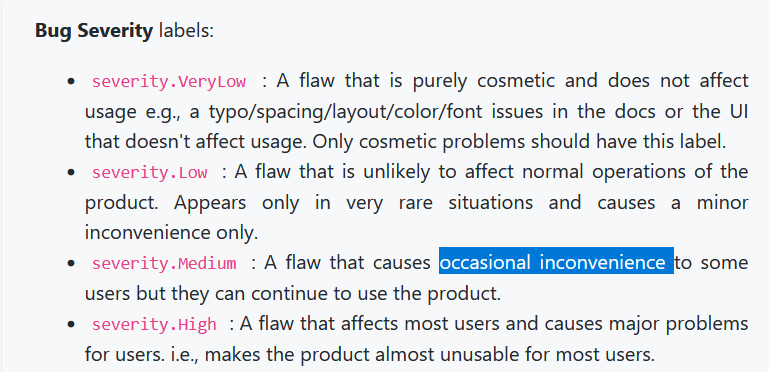 Bug Severity labels:
• severity.VeryLow : A flaw that is purely cosmetic and does not affect
usage e.g., a typo/spacing/layout/color/font issues in the docs or the UI
that doesn't affect usage. Only cosmetic problems should have this label.
• severity.Low : A flaw that is unlikely to affect normal operations of the
product. Appears only in very rare situations and causes a minor
inconvenience only.
• severity.Medium : A flaw that causes occasional inconvenience to some
users but they can continue to use the product.
• severity.High : A flaw that affects most users and causes major problems
for users. i.e., makes the product almost unusable for most users.